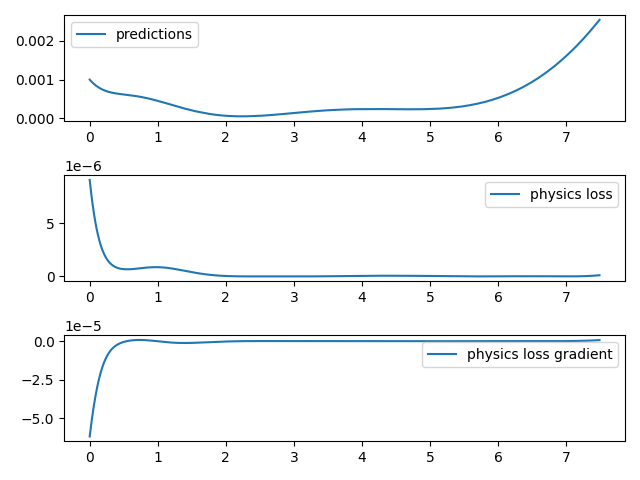 0.002
0.001
0.000
predictions
0 1 2 3 4 5 6 7
1e−6
5
0
physics loss
0 1 2 3 4 5 6 7
1e−5
0.0
−2.5
−5.0
physics loss gradient
0 1 2 3 4 5 6 7